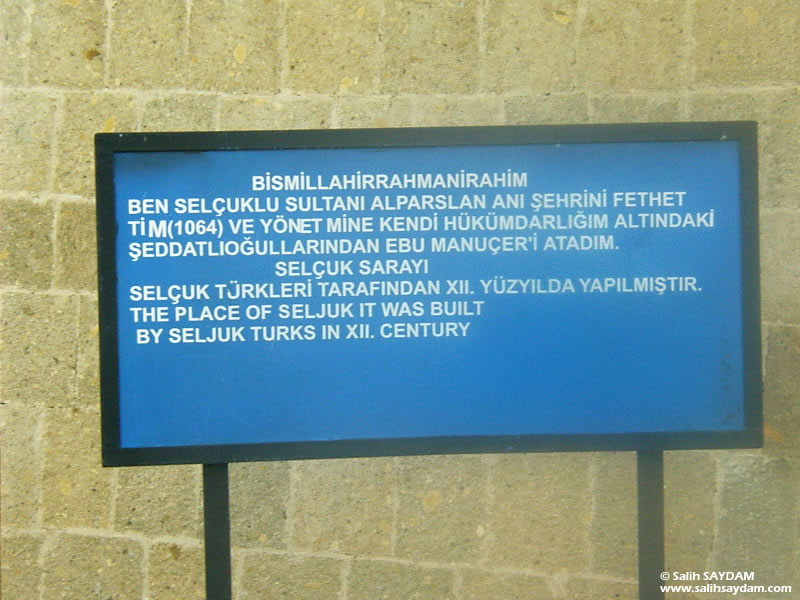 BİSMİLLAHİRRAHMANİRAHİM
BEN SELÇUKLU SULTANI ALPARSLAN ANI ŞEHRİNİ FETHET
TİM(1064) VE YÖNETMİNE KENDİ HÜKÜMDARLIĞIM ALTINDAKİ
ŞEDDATLIOĞULLARINDAN EBU MANUÇER'İ ATADIM.
SELÇUK SARAYI
SELÇUK TÜRKLERİ TARAFINDAN XII. YÜZYILDA YAPILMIŞTIR.
THE PLACE OF SELJUK IT WAS BUILT
BY SELJUK TURKS IN XII. CENTURY
© Salih SAYDAM
www.salihsaydam.com